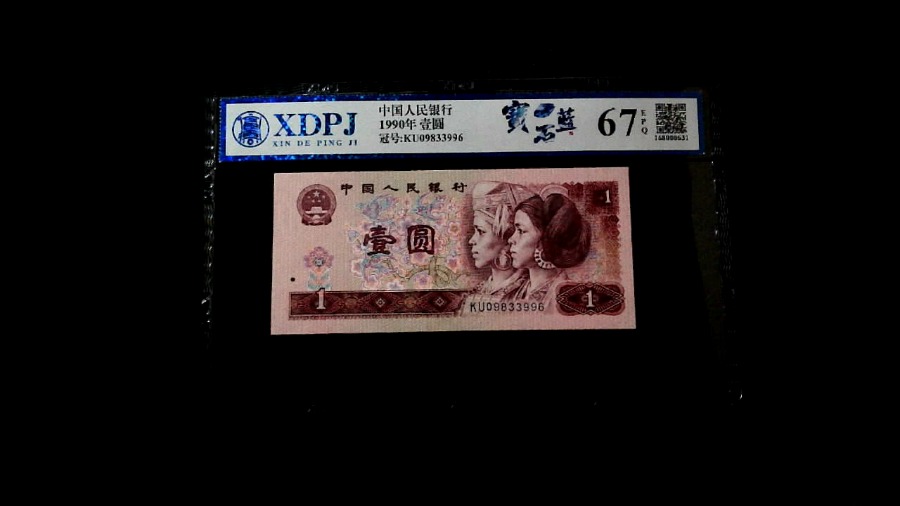 XDPJ
XIN DE PING JI
中国人民银行
1990年 壹圆
冠号:KU09833996
67
EPQ
168000631
中国人民银行
1
壹圆
1
KU09833996
1